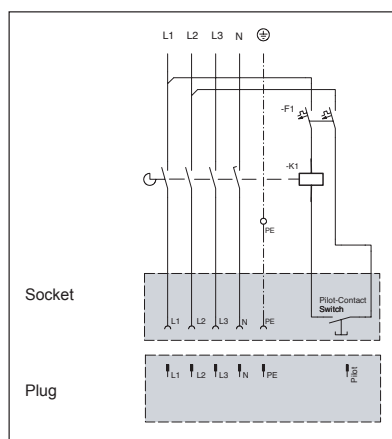 L1 L2 L3 N
-F1
-K1
PE
Socket
Pilot-Contact
Switch
L1 L2 L3 N PE
L1 L2 L3 N PE Pilot
Plug